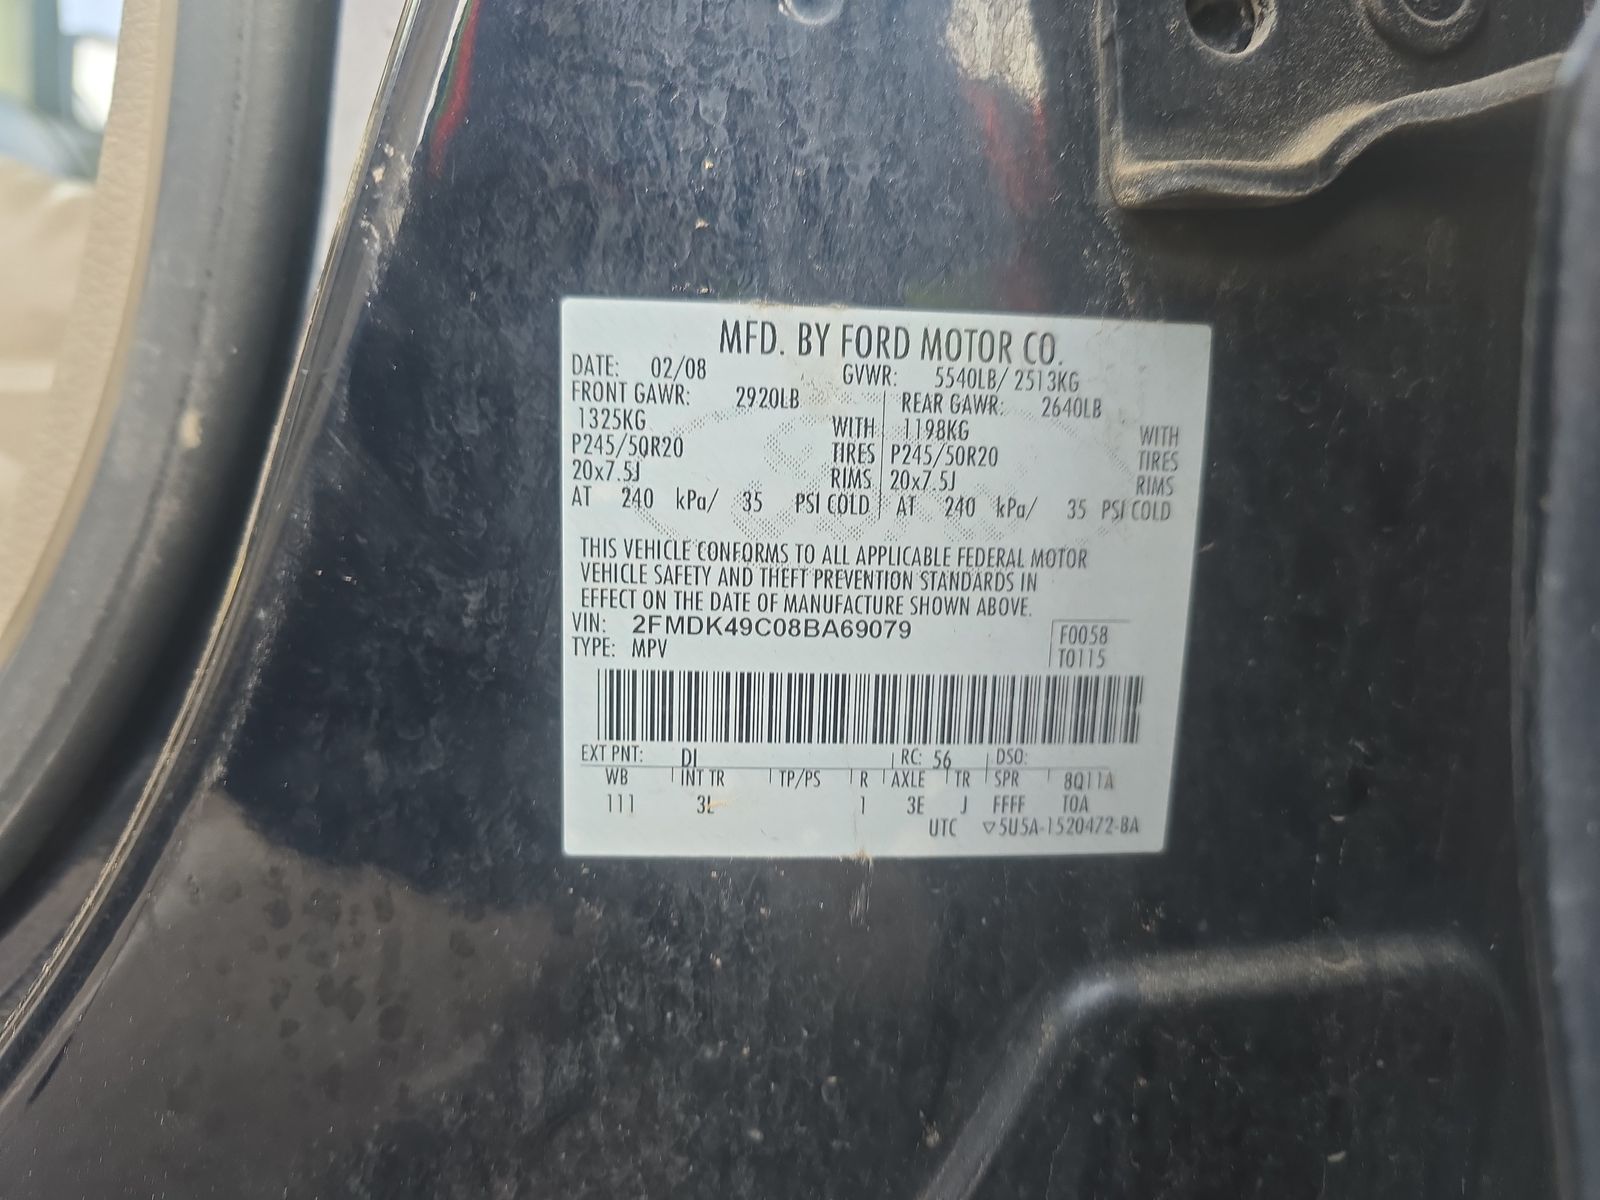 MFD. BY FORD MOTOR CO.
DATE: 02/08 GVWR: 5540LB/ 2513KG
FRONT GAWR: 2920LB REAR GAWR: 2640LB
1325KG WITH 1198KG WITH
P245/50R20 TIRES P245/50R20 TIRES
20x7.5J RIMS 20x7.5J RIMS
AT 240 kPa/ 35 PSI COLD AT 240 kPa/ 35 PSI COLD
THIS VEHICLE CONFORMS TO ALL APPLICABLE FEDERAL MOTOR
VEHICLE SAFETY AND THEFT PREVENTION STANDARDS IN
EFFECT ON THE DATE OF MANUFACTURE SHOWN ABOVE.
VIN: 2FMDK49C08BA69079 F0058
TYPE: MPV T0115
EXT PNT: DL RC: 56 DSO:
WB INT TR TP/PS R AXLE TR SPR 8Q11A
111 3L 1 3E J FFFF TOA
UTC ▽5U5A-1520472-BA